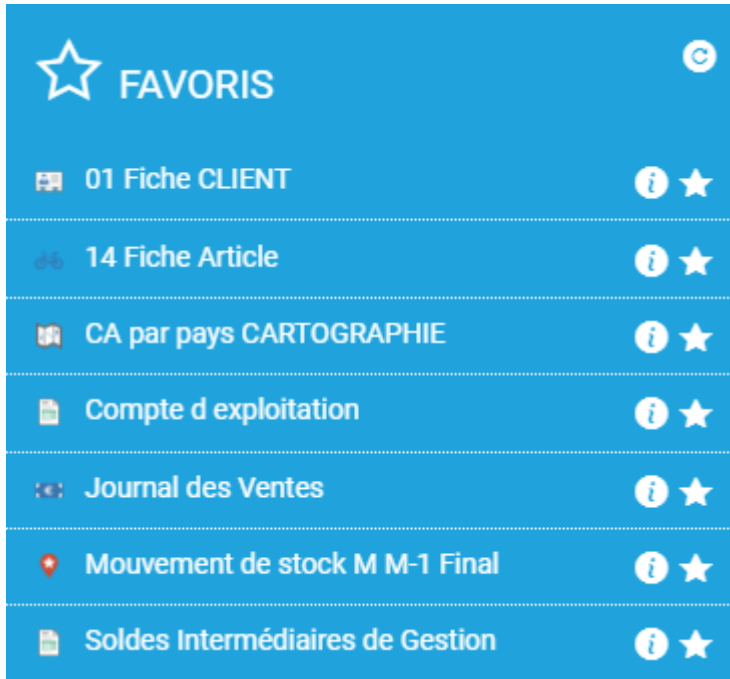 FAVORIS
01 Fiche CLIENT
14 Fiche Article
CA par pays CARTOGRAPHIE
Compte d exploitation
Journal des Ventes
Mouvement de stock M M-1 Final
Soldes Intermédiaires de Gestion